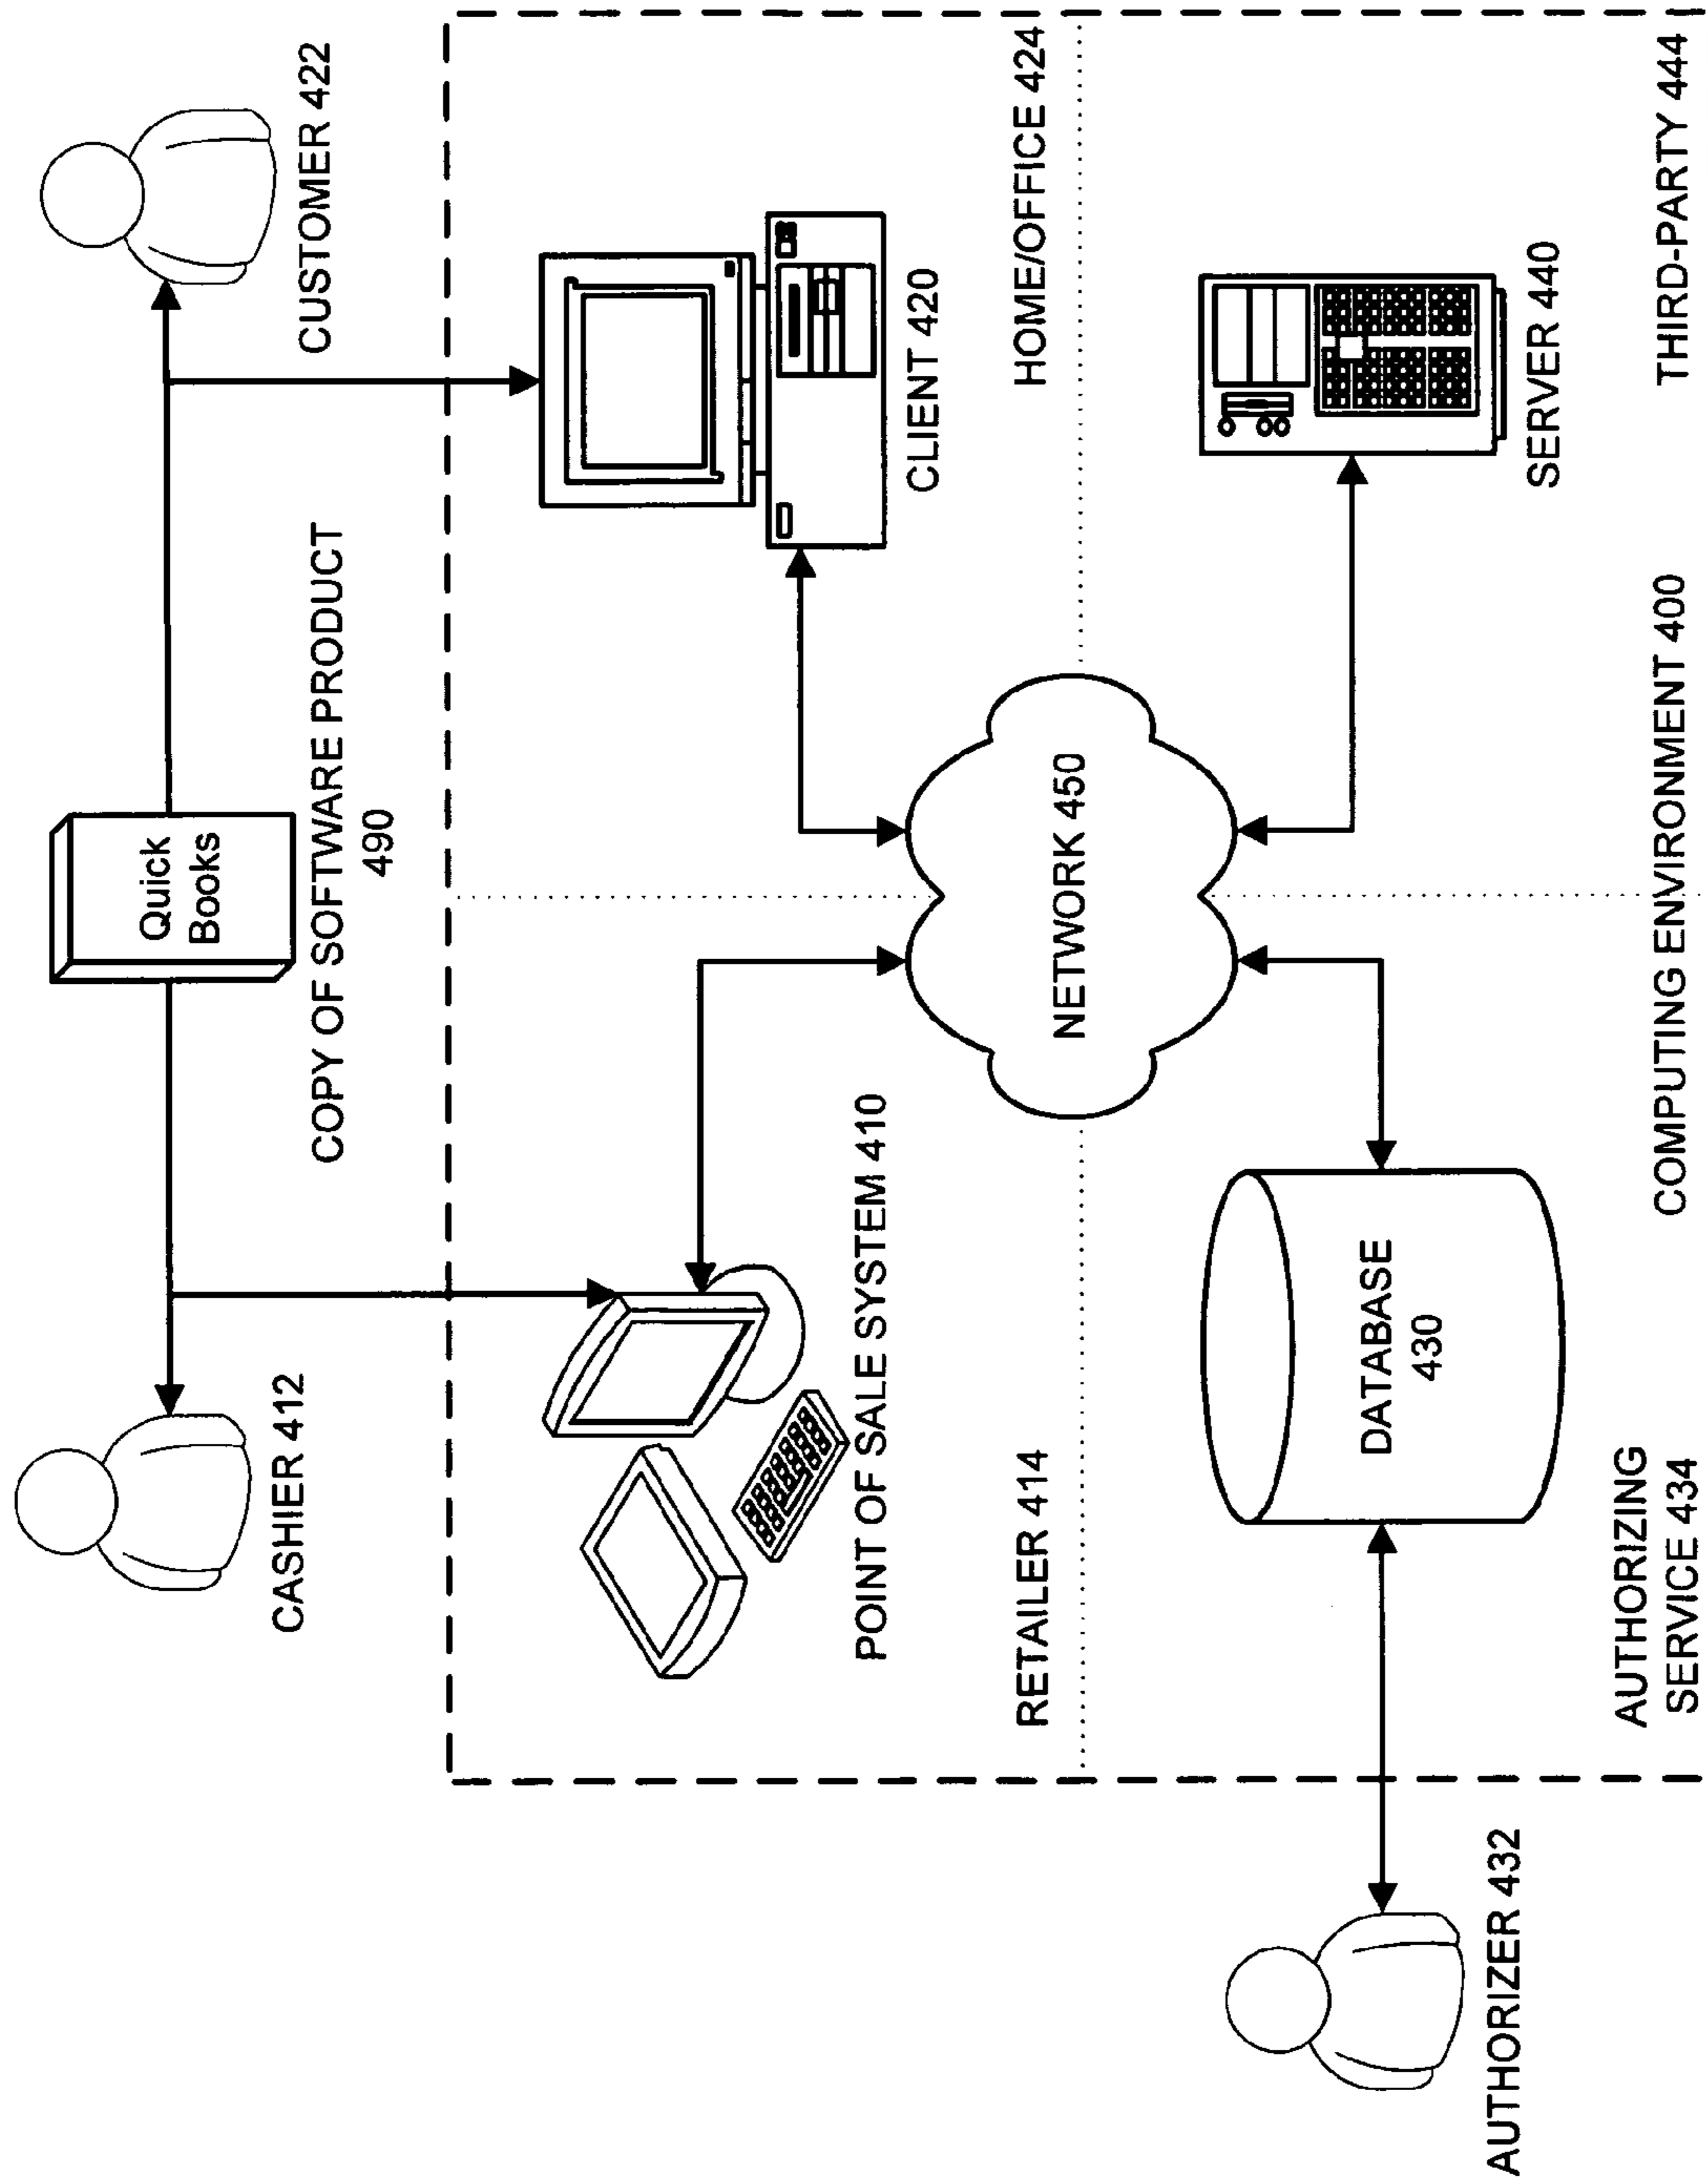 CASHIER 412
Quick
Books
COPY OF SOFTWARE PRODUCT
490
CUSTOMER 422
POINT OF SALE SYSTEM 410
RETAILER 414
CLIENT 420
HOME/OFFICE 424
NETWORK 450
AUTHORIZER 432
DATABASE
430
AUTHORIZING
SERVICE 434
SERVER 440
COMPUTING ENVIRONMENT 400
THIRD-PARTY 444